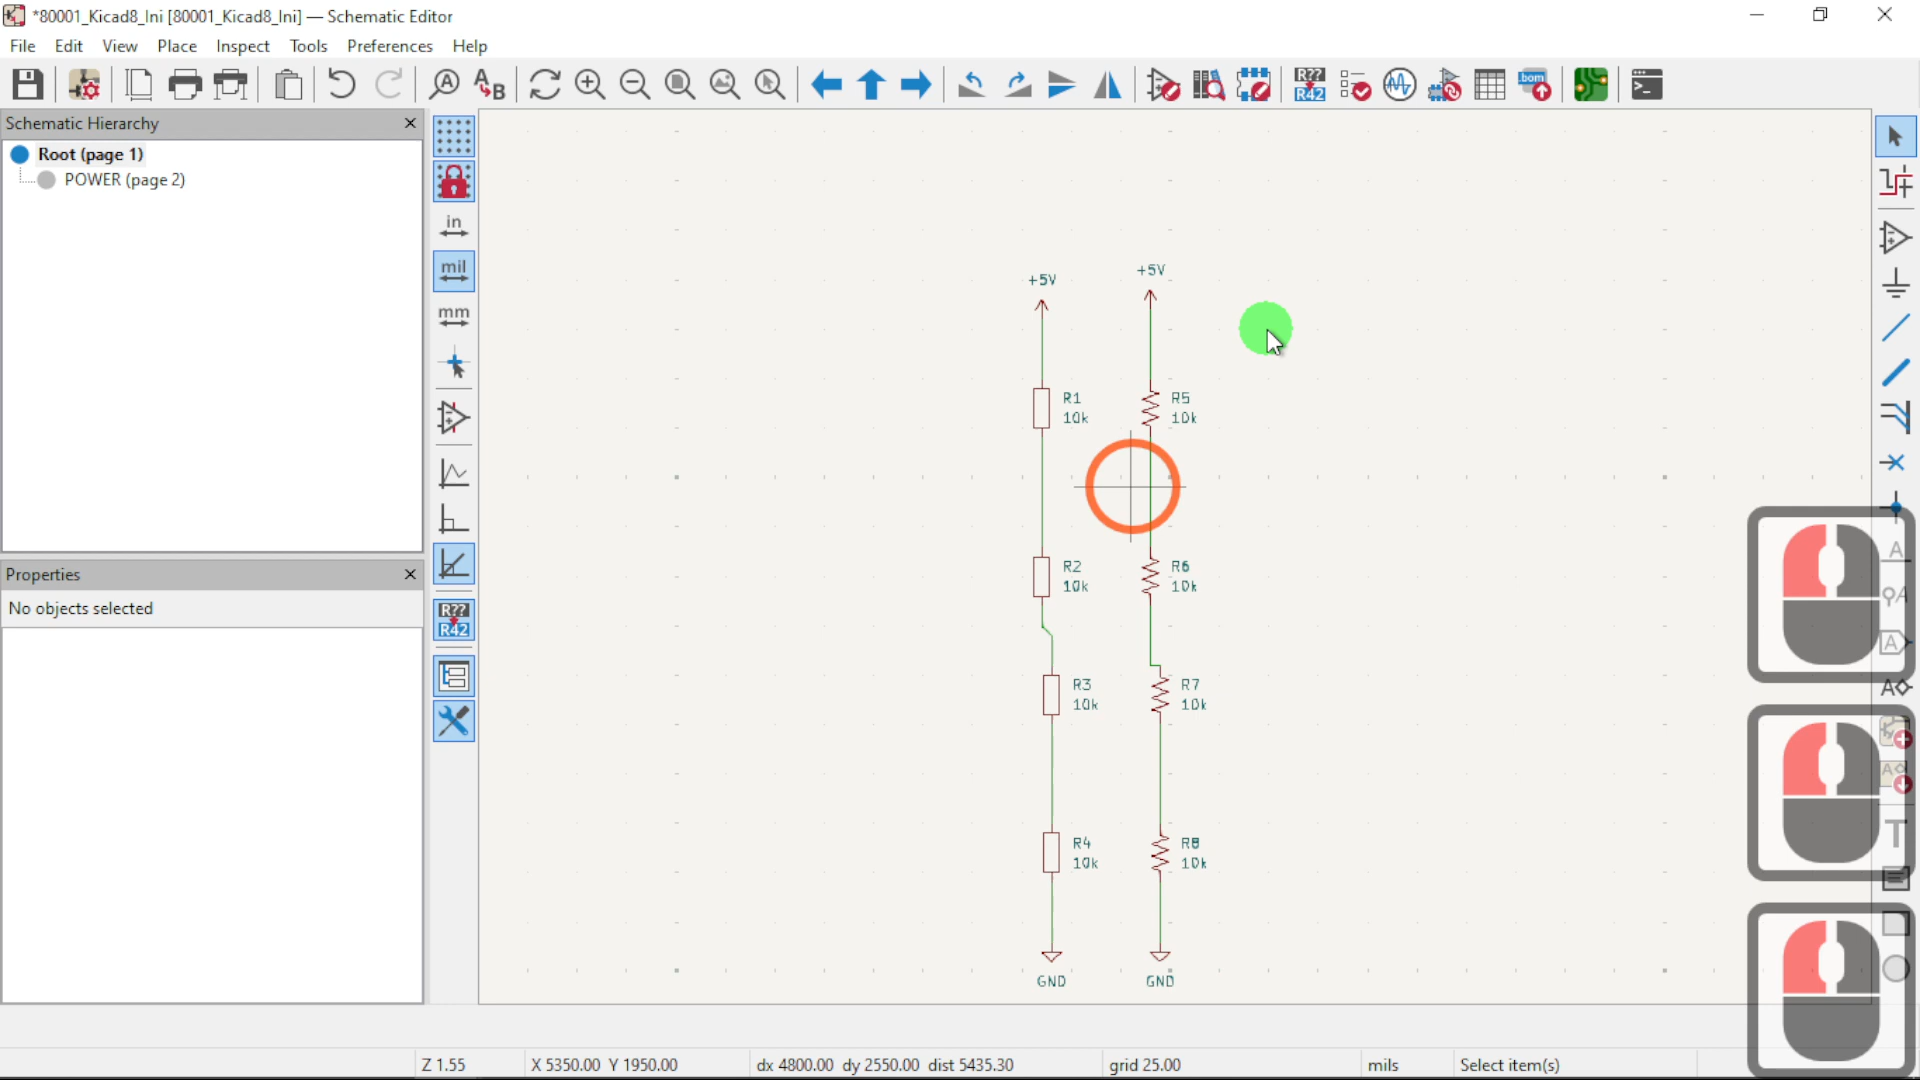 *80001_Kicad8_Ini [80001_Kicad8_Ini] — Schematic Editor
File Edit View Place Inspect Tools Preferences Help
A
A B
R??
R42
bom
Schematic Hierarchy
Root (page 1)
POWER (page 2)
in
mil
mm
R??
R42
Properties
No objects selected
+5V
+5V
R1
10k
R5
10k
R2
10k
R6
10k
R3
10k
R7
10k
R4
10k
R8
10k
GND
GND
A
A
A
A
A
T
Z 1.55
X 5350.00 Y 1950.00
dx 4800.00 dy 2550.00 dist 5435.30
grid 25.00
mils
Select item(s)